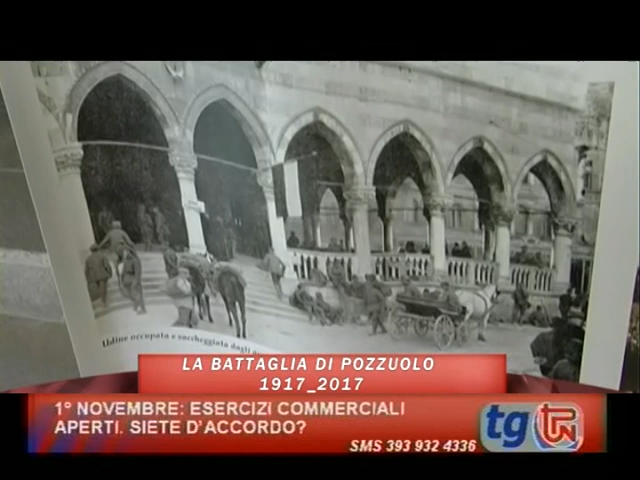 Udine occupata e saccheggiata dagli
LA BATTAGLIA DI POZZUOLO
1917_2017
1° NOVEMBRE: ESERCIZI COMMERCIALI
APERTI. SIETE D'ACCORDO?
SMS 393 932 4336
tg TPN